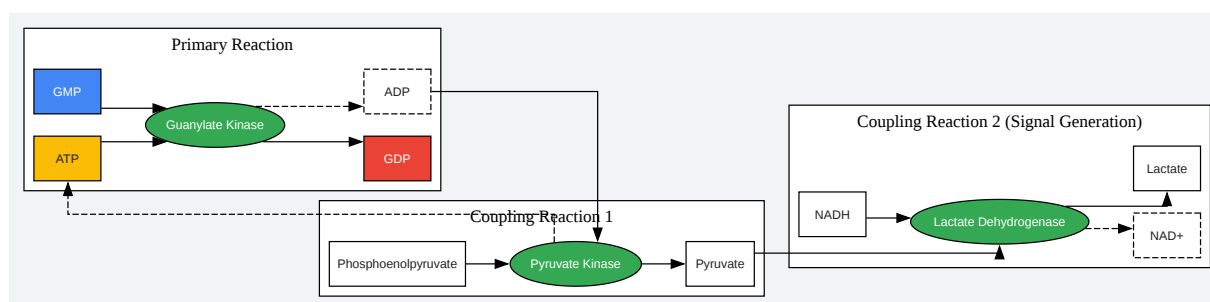 Primary Reaction
GMP
ADP
Guanylate Kinase
ATP
GDP
Coupling Reaction 1
Phosphoenolpyruvate
Pyruvate Kinase
Pyruvate
Coupling Reaction 2 (Signal Generation)
Lactate
NADH
Lactate Dehydrogenase
NAD+